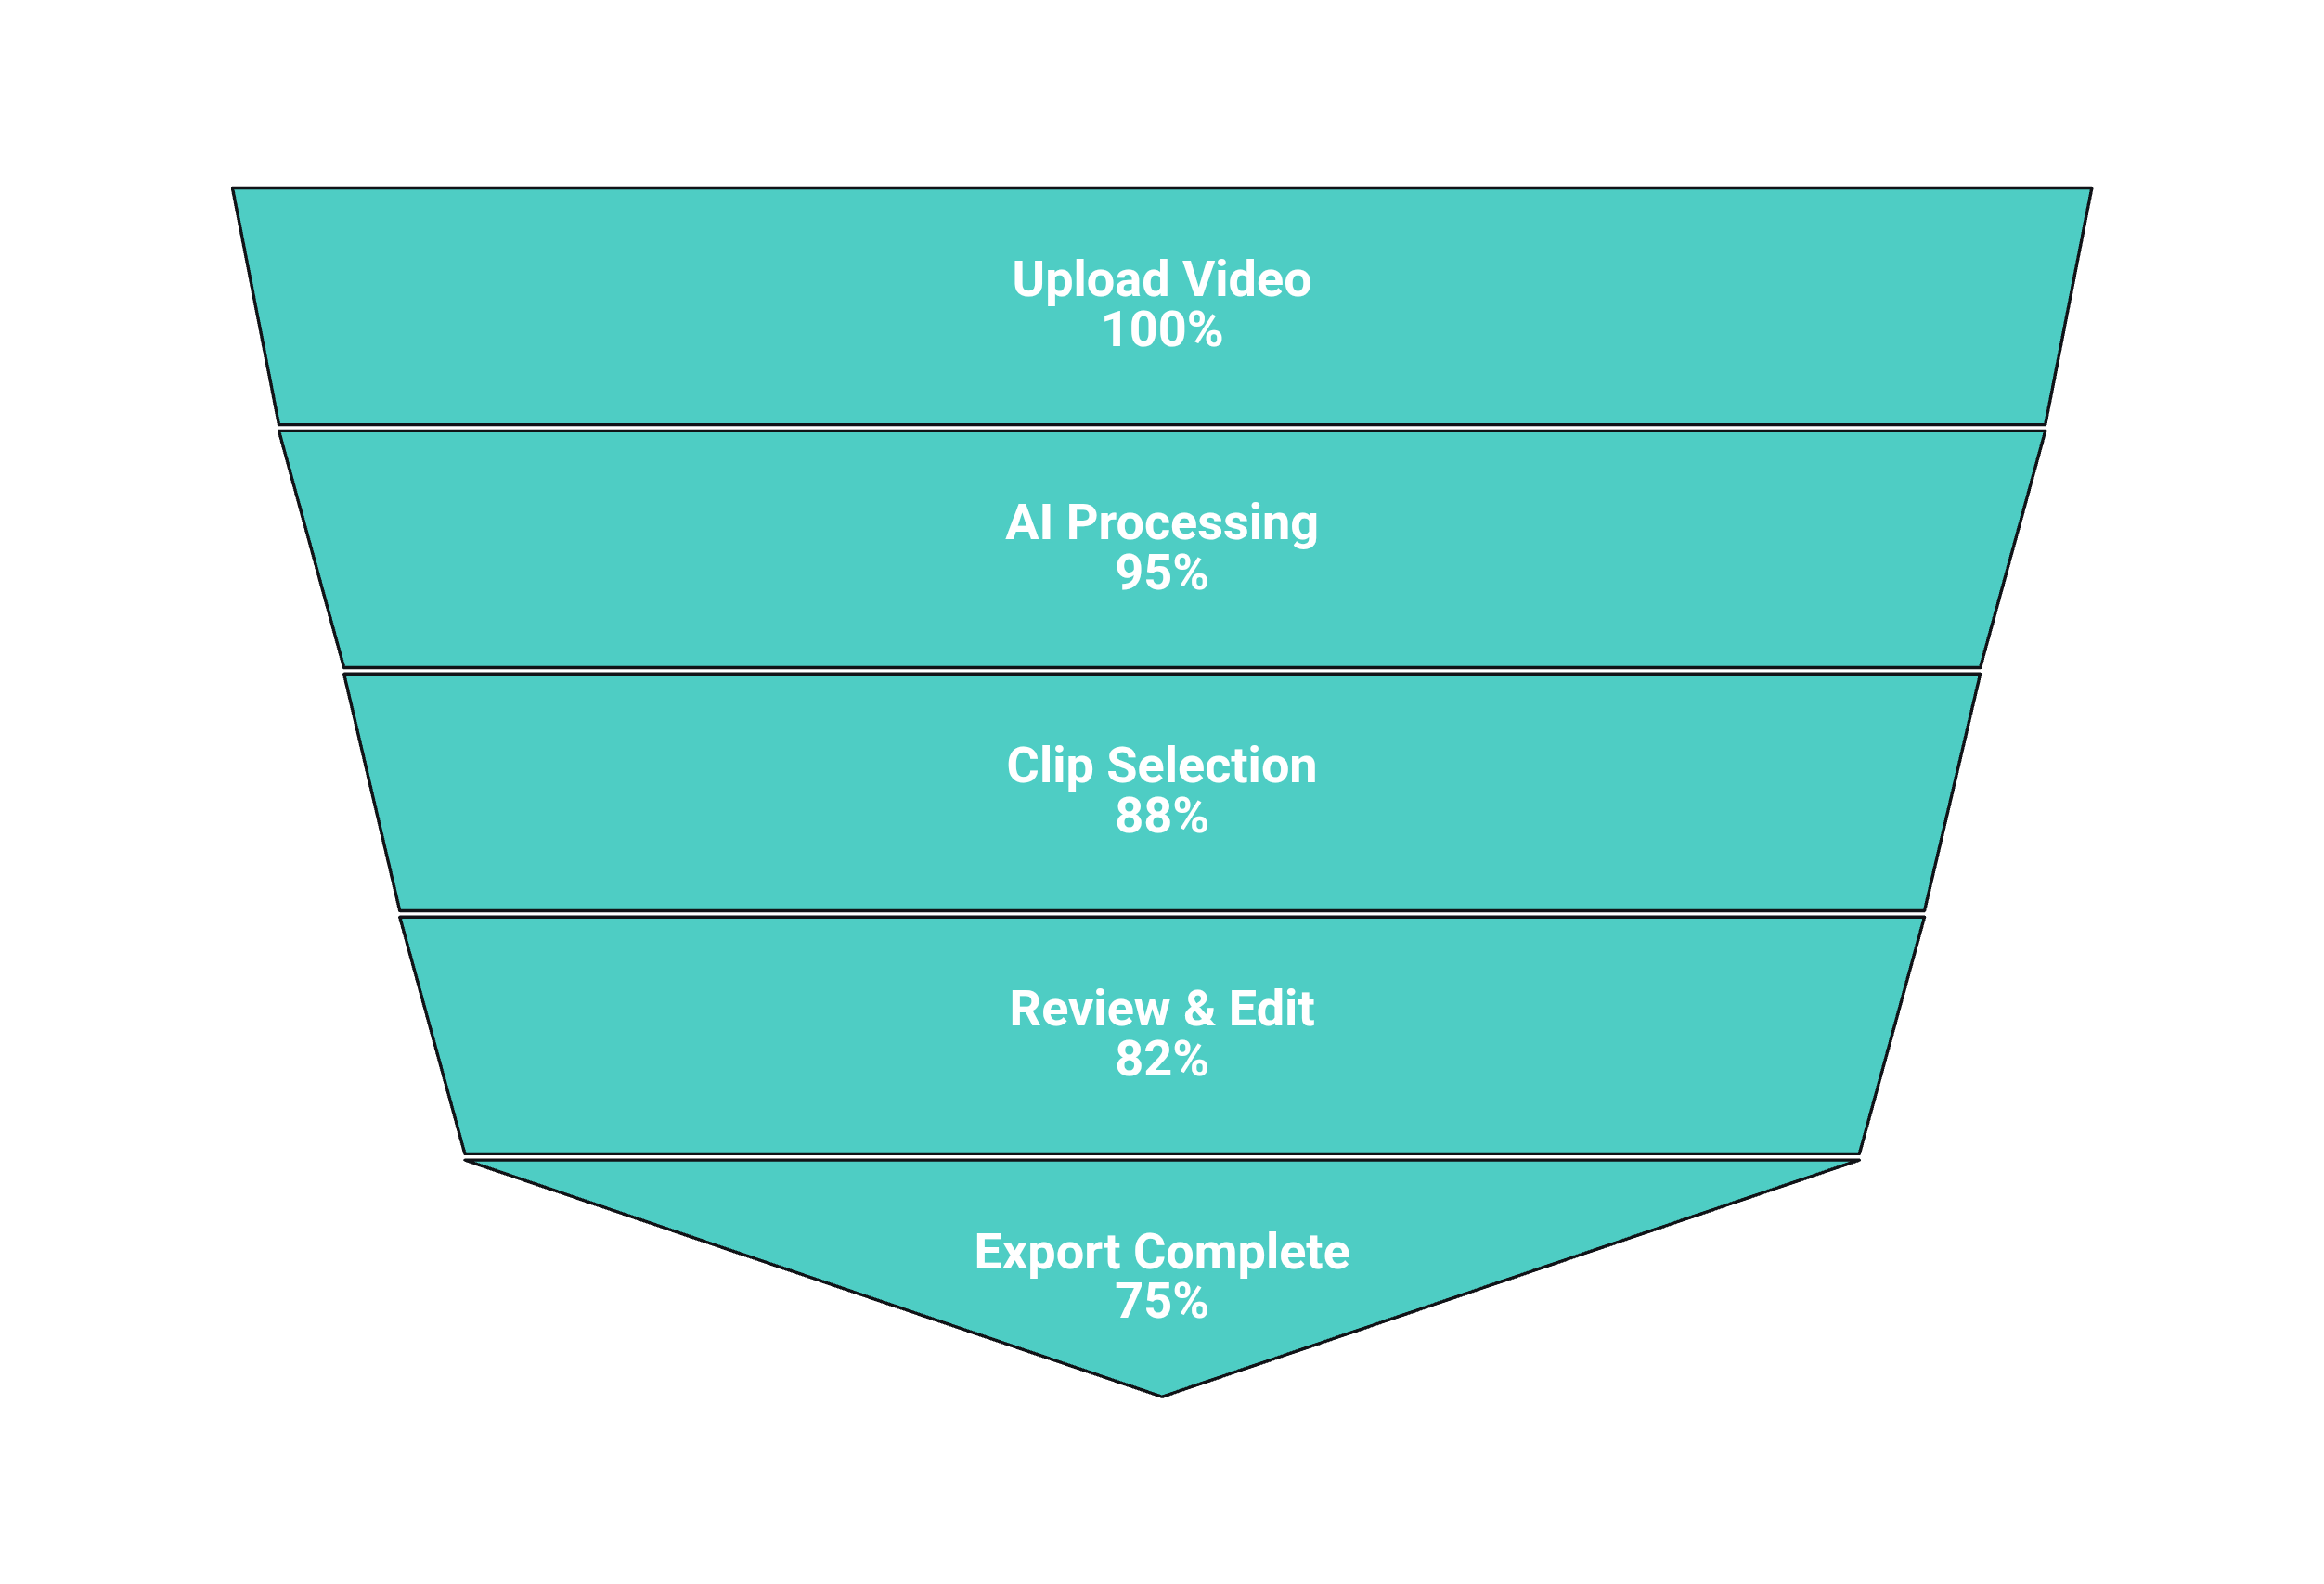 Upload Video
100%
AI Processing
95%
Clip Selection
88%
Review & Edit
82%
Export Complete
75%